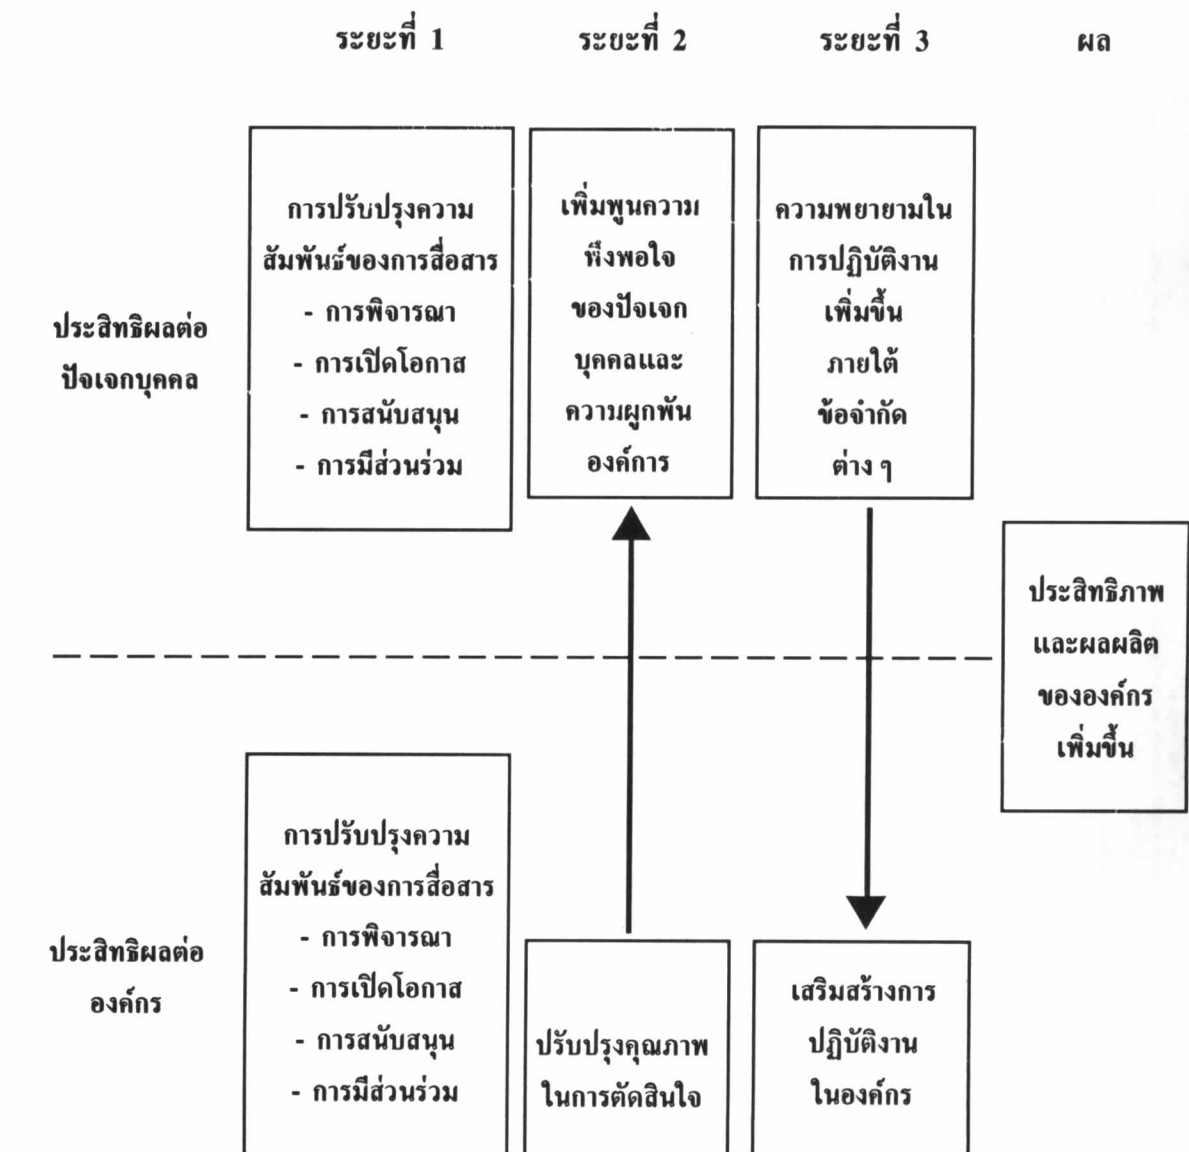 ระยะที่ 1
ระยะที่ 2
ระยะที่ 3
ผล
ประสิทธิผลต่อ
ปัจเจกบุคคล
การปรับปรุงความ
สัมพันธ์ของการสื่อสาร
- การพิจารณา
- การเปิดโอกาส
- การสนับสนุน
- การมีส่วนร่วม
เพิ่มพูนความ
พึงพอใจ
ของปัจเจก
บุคคลและ
ความผูกพัน
องค์การ
ความพยายามใน
การปฏิบัติงาน
เพิ่มขึ้น
ภายใต้
ข้อจำกัด
ต่าง ๆ
ประสิทธิภาพ
และผลผลิต
ขององค์กร
เพิ่มขึ้น
ประสิทธิผลต่อ
องค์กร
การปรับปรุงความ
สัมพันธ์ของการสื่อสาร
- การพิจารณา
- การเปิดโอกาส
- การสนับสนุน
- การมีส่วนร่วม
ปรับปรุงคุณภาพ
ในการตัดสินใจ
เสริมสร้างการ
ปฏิบัติงาน
ในองค์กร